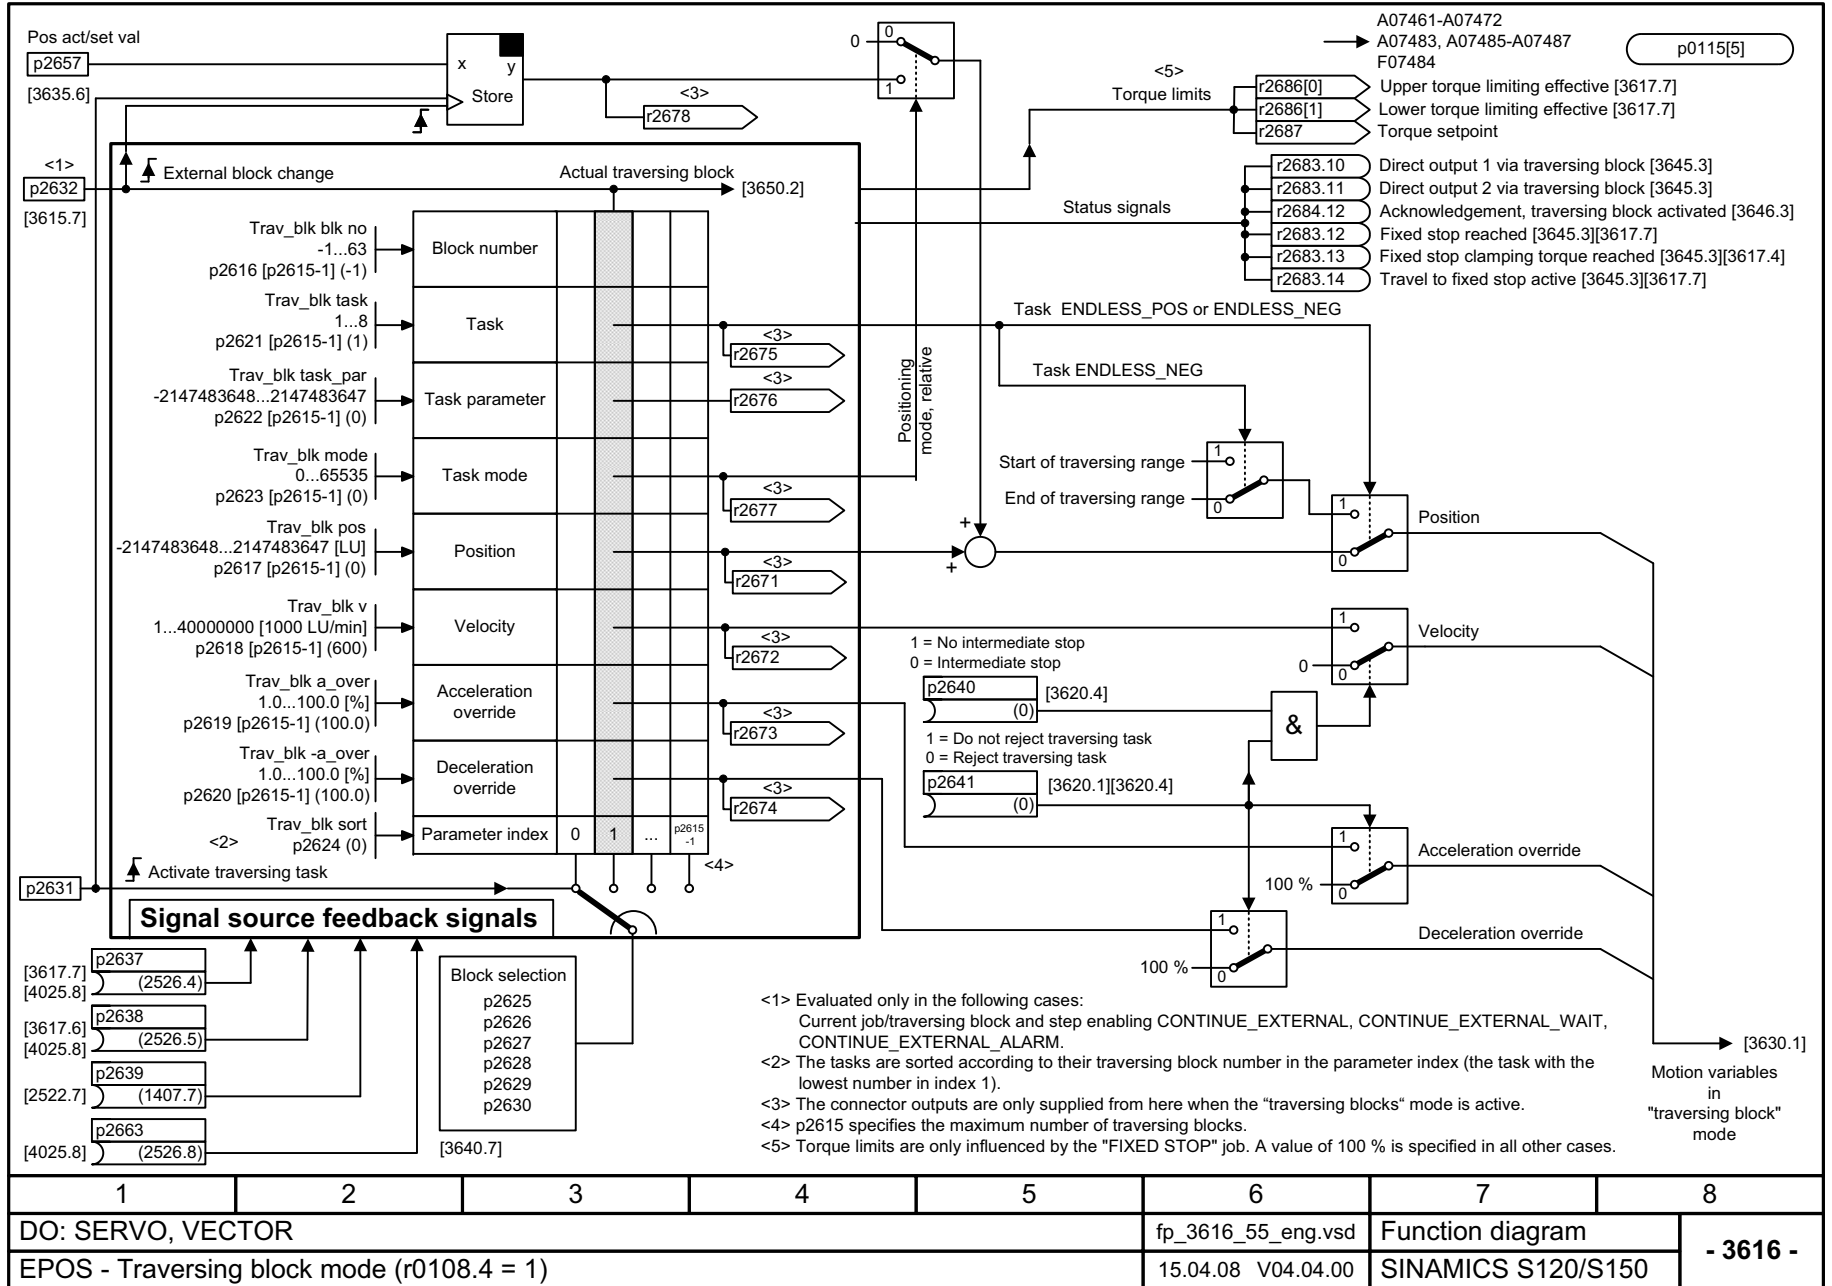 Pos act/set val
p2657
[3635.6]
x
y
Store
<3>
r2678
0
0
1
A07461-A07472
A07483, A07485-A07487
F07484
p0115[5]
<5>
Torque limits
r2686[0]
Upper torque limiting effective [3617.7]
r2686[1]
Lower torque limiting effective [3617.7]
r2687
Torque setpoint
<1>
p2632
[3615.7]
External block change
Actual traversing block
[3650.2]
Status signals
r2683.10
Direct output 1 via traversing block [3645.3]
r2683.11
Direct output 2 via traversing block [3645.3]
r2684.12
Acknowledgement, traversing block activated [3646.3]
r2683.12
Fixed stop reached [3645.3][3617.7]
r2683.13
Fixed stop clamping torque reached [3645.3][3617.4]
r2683.14
Travel to fixed stop active [3645.3][3617.7]
Trav_blk blk no
-1...63
p2616 [p2615-1] (-1)
Block number
Trav_blk task
1...8
p2621 [p2615-1] (1)
Task
<3>
r2675
Task ENDLESS_POS or ENDLESS_NEG
Task ENDLESS_NEG
Trav_blk task_par
-2147483648...2147483647
p2622 [p2615-1] (0)
Task parameter
<3>
r2676
Positioning
mode, relative
Trav_blk mode
0...65535
p2623 [p2615-1] (0)
Task mode
<3>
r2677
Start of traversing range
End of traversing range
1
0
Trav_blk pos
-2147483648...2147483647 [LU]
p2617 [p2615-1] (0)
Position
<3>
r2671
+
+
1
0
Position
Trav_blk v
1...40000000 [1000 LU/min]
p2618 [p2615-1] (600)
Velocity
<3>
r2672
1
0
0
Velocity
1 = No intermediate stop
0 = Intermediate stop
p2640
(0)
[3620.4]
Trav_blk a_over
1.0...100.0 [%]
p2619 [p2615-1] (100.0)
Acceleration
override
<3>
r2673
&
1 = Do not reject traversing task
0 = Reject traversing task
p2641
(0)
[3620.1][3620.4]
Trav_blk -a_over
1.0...100.0 [%]
p2620 [p2615-1] (100.0)
Deceleration
override
<3>
r2674
<2>
Trav_blk sort
p2624 (0)
Parameter index
0
1
...
p2615
-1
<4>
1
100 %
0
Acceleration override
p2631
Activate traversing task
Signal source feedback signals
1
100 %
0
Deceleration override
[3617.7]
[4025.8]
p2637
(2526.4)
[3617.6]
[4025.8]
p2638
(2526.5)
[2522.7]
p2639
(1407.7)
[4025.8]
p2663
(2526.8)
Block selection
p2625
p2626
p2627
p2628
p2629
p2630
[3640.7]
<1> Evaluated only in the following cases:
Current job/traversing block and step enabling CONTINUE_EXTERNAL, CONTINUE_EXTERNAL_WAIT,
CONTINUE_EXTERNAL_ALARM.
<2> The tasks are sorted according to their traversing block number in the parameter index (the task with the
lowest number in index 1).
<3> The connector outputs are only supplied from here when the “traversing blocks“ mode is active.
<4> p2615 specifies the maximum number of traversing blocks.
<5> Torque limits are only influenced by the "FIXED STOP" job. A value of 100 % is specified in all other cases.
[3630.1]
Motion variables
in
"traversing block"
mode
1
2
3
4
5
6
7
8
DO: SERVO, VECTOR
fp_3616_55_eng.vsd
Function diagram
- 3616 -
EPOS - Traversing block mode (r0108.4 = 1)
15.04.08 V04.04.00
SINAMICS S120/S150